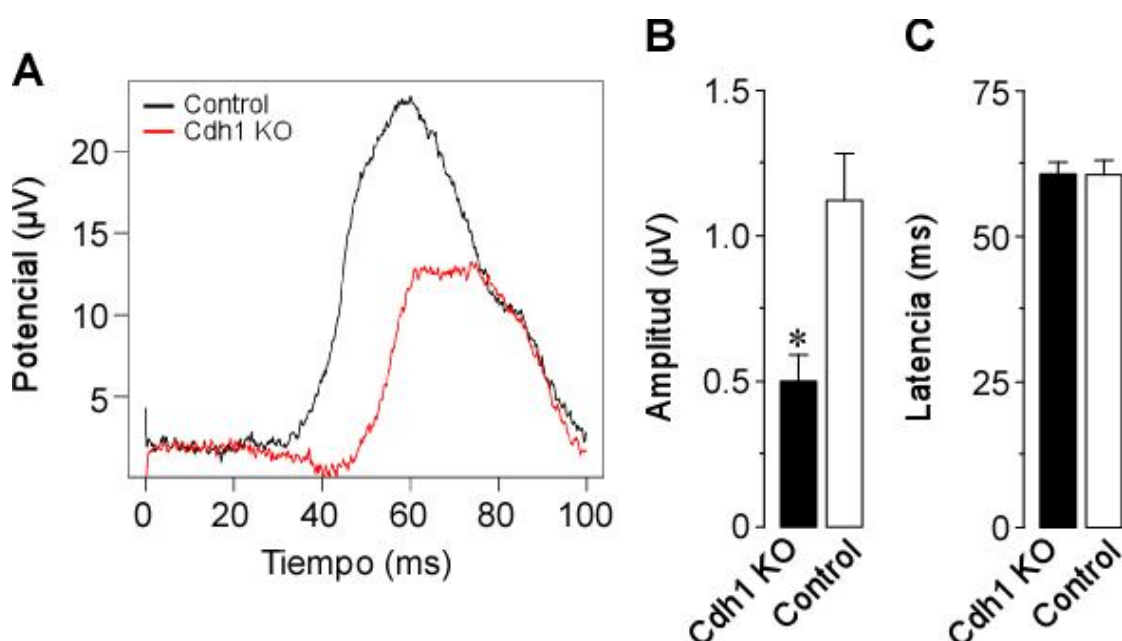 A
Control
Cdh1 KO
Potencial (µV)
20
15
10
5
0
20
40
60
80
100
Tiempo (ms)
B
Amplitud (µV)
1.5
1.0
0.5
0
*
Cdh1 KO
Control
C
Latencia (ms)
75
50
25
0
Cdh1 KO
Control